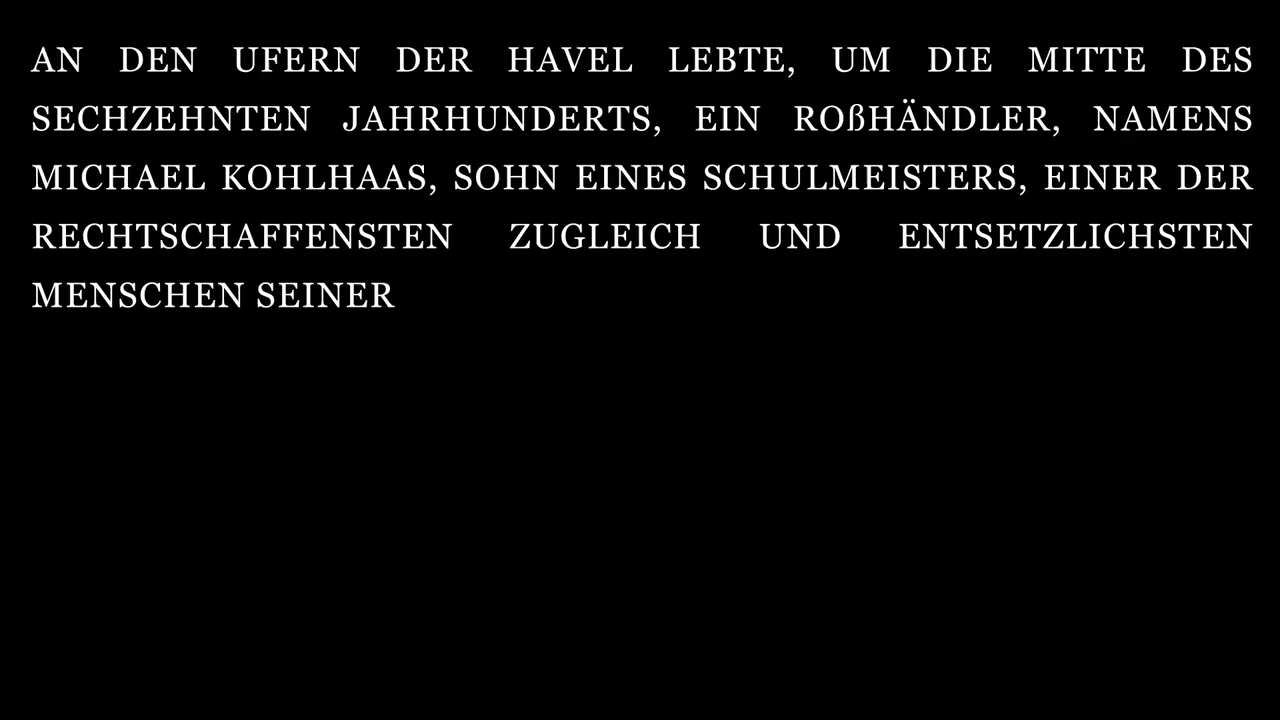 AN DEN UFERN DER HAVEL LEBTE, UM DIE MITTE DES
SECHZEHNTEN JAHRHUNDERTS, EIN ROßHÄNDLER, NAMENS
MICHAEL KOHLHAAS, SOHN EINES SCHULMEISTERS, EINER DER
RECHTSCHAFFENSTEN ZUGLEICH UND ENTSETZLICHSTEN
MENSCHEN SEINER